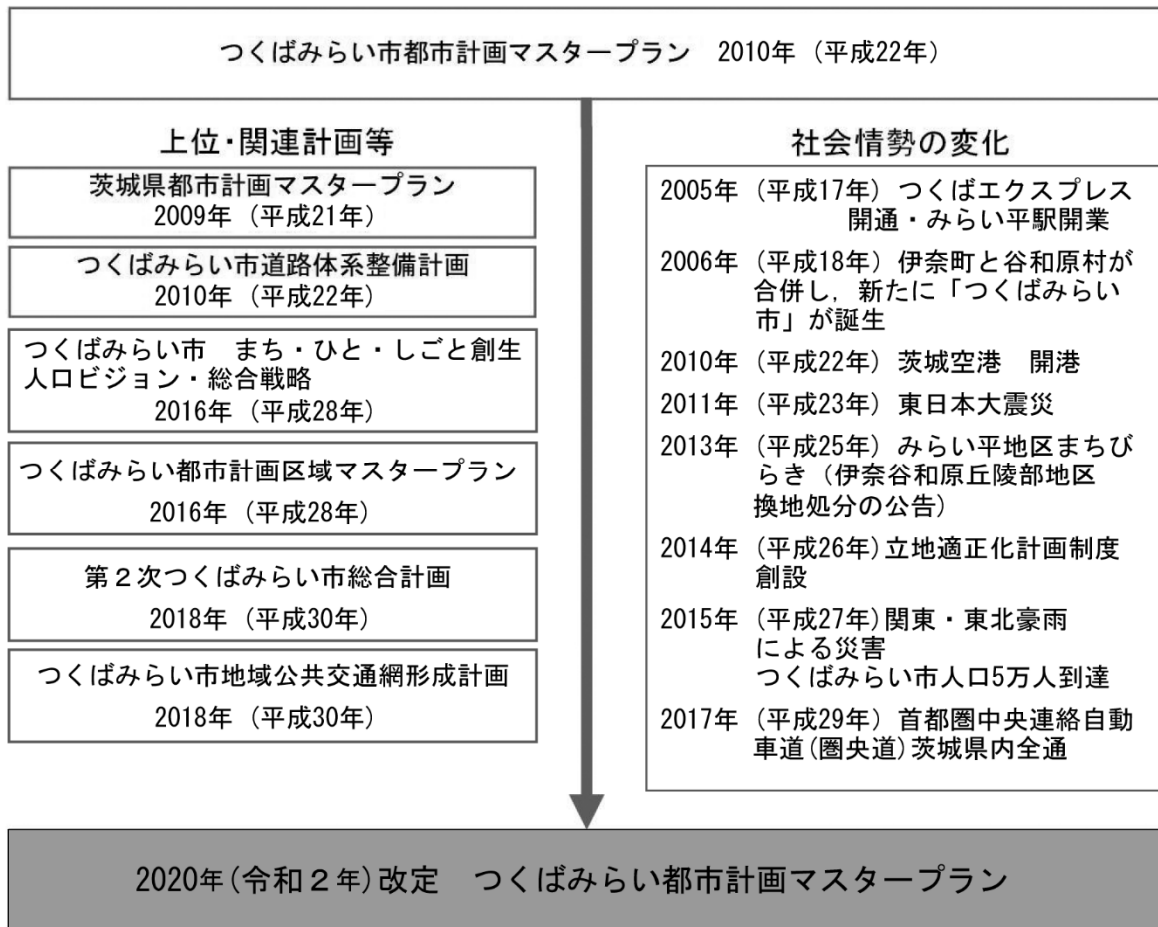 つくばみらい市都市計画マスタープラン　2010年（平成22年）
上位・関連計画等
茨城県都市計画マスタープラン
2009年（平成21年）
つくばみらい市道路体系整備計画
2010年（平成22年）
つくばみらい市　まち・ひと・しごと創生
人口ビジョン・総合戦略
2016年（平成28年）
つくばみらい都市計画区域マスタープラン
2016年（平成28年）
第２次つくばみらい市総合計画
2018年（平成30年）
つくばみらい市地域公共交通網形成計画
2018年（平成30年）
社会情勢の変化
2005年（平成17年）つくばエクスプレス
開通・みらい平駅開業
2006年（平成18年）伊奈町と谷和原村が
合併し，新たに「つくばみらい
市」が誕生
2010年（平成22年）茨城空港　開港
2011年（平成23年）東日本大震災
2013年（平成25年）みらい平地区まちび
らき（伊奈谷和原丘陵部地区
換地処分の公告）
2014年（平成26年）立地適正化計画制度
創設
2015年（平成27年）関東・東北豪雨
による災害
つくばみらい市人口5万人到達
2017年（平成29年）首都圏中央連絡自動
車道(圏央道)茨城県内全通
2020年(令和２年)改定　つくばみらい都市計画マスタープラン